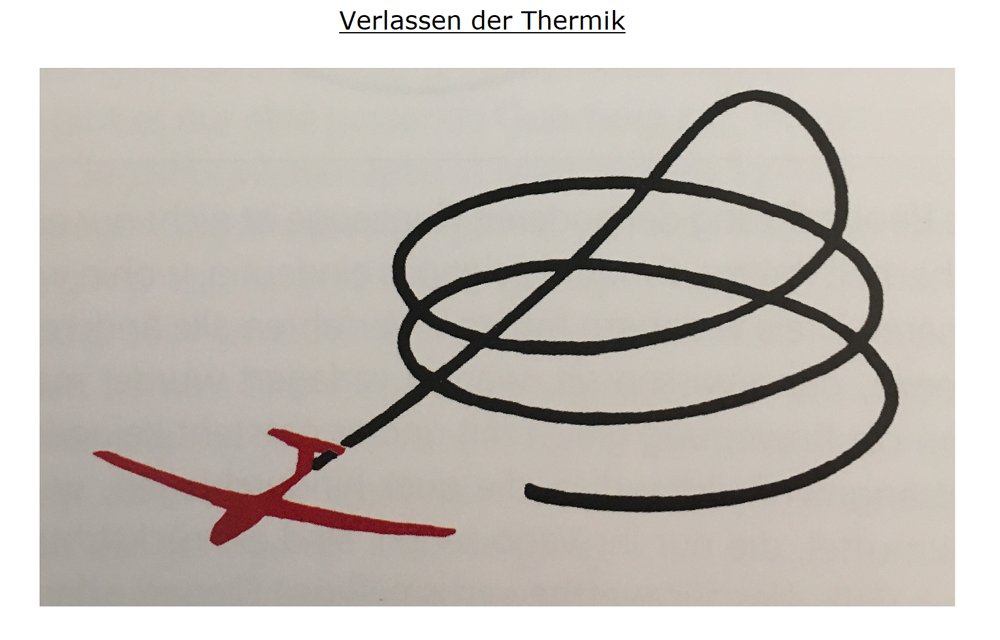 Verlassen der Thermik